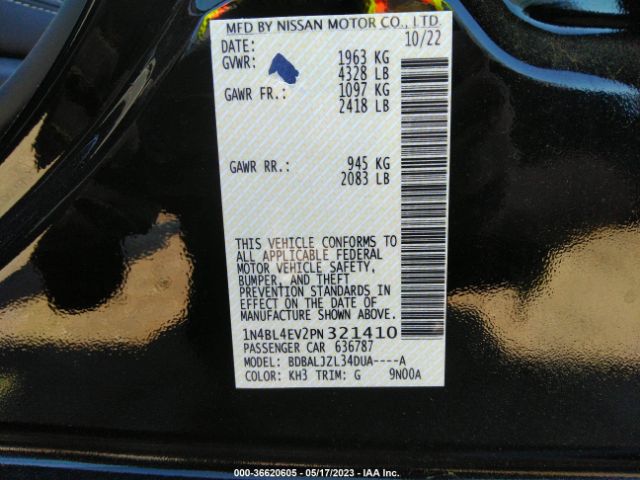 MFD BY NISSAN MOTOR CO., LTD.
DATE: 10/22
GVWR: 1963 KG
4328 LB
GAWR FR.: 1097 KG
2418 LB
GAWR RR.: 945 KG
2083 LB
THIS VEHICLE CONFORMS TO
ALL APPLICABLE FEDERAL
MOTOR VEHICLE SAFETY,
BUMPER, AND THEFT
PREVENTION STANDARDS IN
EFFECT ON THE DATE OF
MANUFACTURE SHOWN ABOVE.
1N4BL4EV2PN321410
PASSENGER CAR 636787
MODEL: BDBALJZL34DUA----A
COLOR: KH3 TRIM: G 9N00A
000-36620605 - 05/17/2023 - IAA Inc.